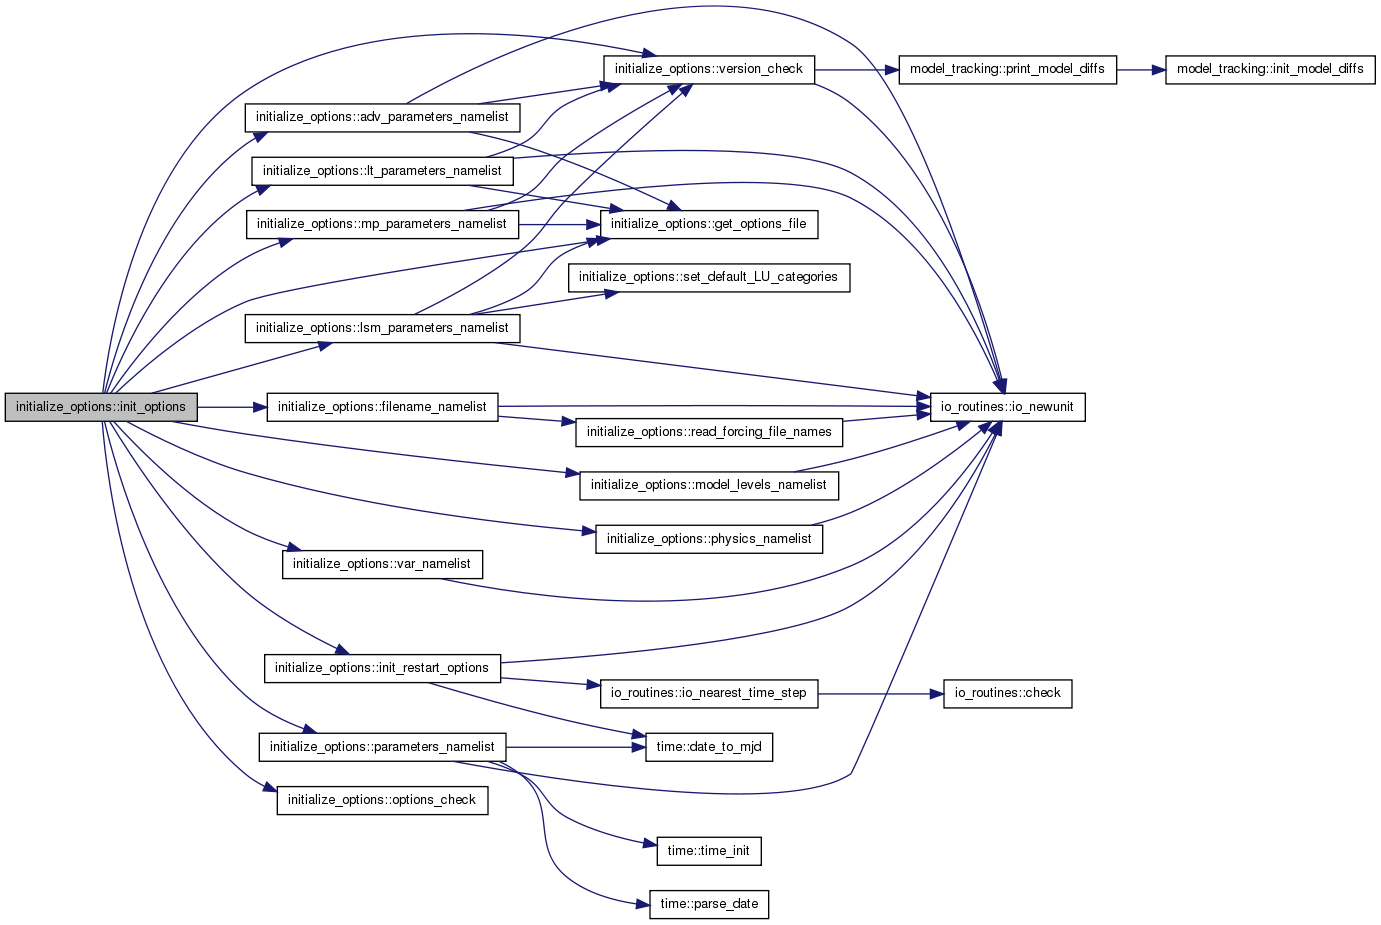 initialize_options::version_check
model_tracking::print_model_diffs
model_tracking::init_model_diffs
initialize_options::adv_parameters_namelist
initialize_options::lt_parameters_namelist
initialize_options::mp_parameters_namelist
initialize_options::get_options_file
initialize_options::set_default_LU_categories
initialize_options::lsm_parameters_namelist
initialize_options::init_options
initialize_options::filename_namelist
io_routines::io_newunit
initialize_options::read_forcing_file_names
initialize_options::model_levels_namelist
initialize_options::physics_namelist
initialize_options::var_namelist
initialize_options::init_restart_options
io_routines::io_nearest_time_step
io_routines::check
initialize_options::parameters_namelist
time::date_to_mjd
initialize_options::options_check
time::time_init
time::parse_date